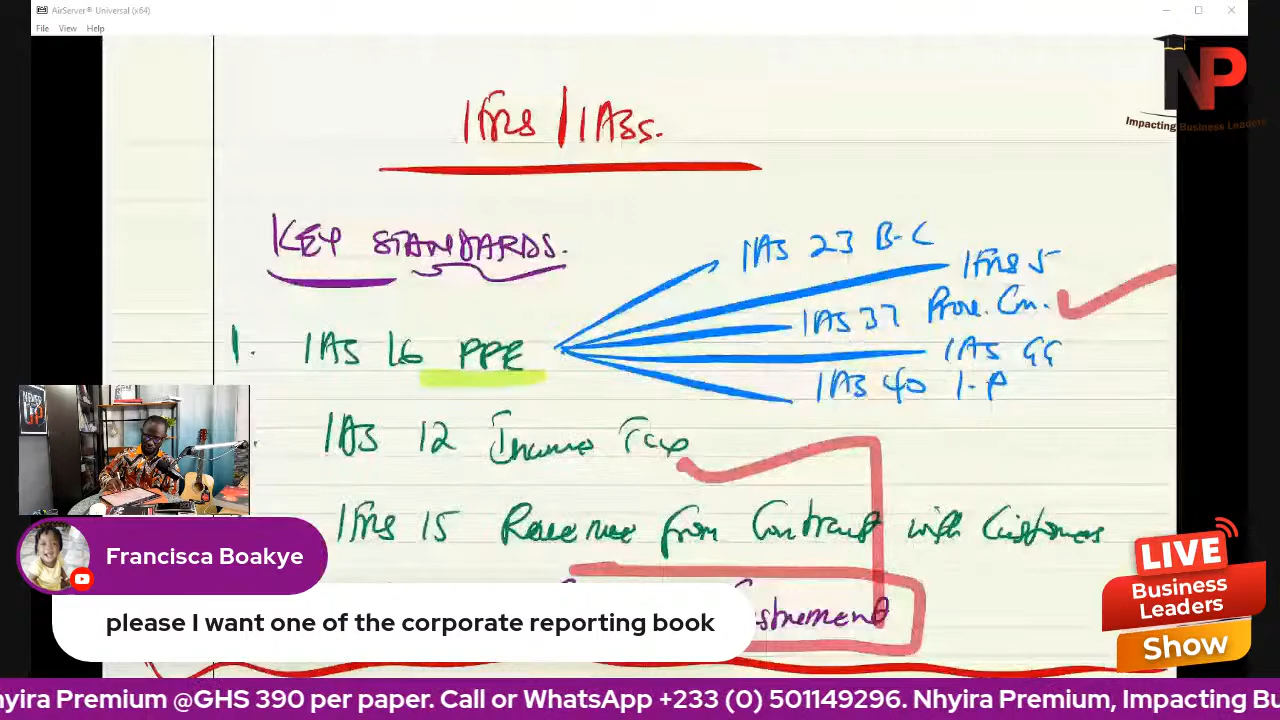 AirServer® Universal (x64)
File View Help
NP
Impacting Business Leaders
Ifrs / IASs.
KEY STANDARDS.
IAS 23 B.C
Ifrs 5
IAS 37 Prov. Cn.
1. IAS 16 PPE
IAS 40 I.P
IAS 12 Income Tax
Ifrs 15 Revenue from Contract with Customers
Francisca Boakye
please I want one of the corporate reporting book
LIVE
Business
Leaders
Show
hyira Premium @GHS 390 per paper. Call or WhatsApp +233 (0) 501149296. Nhyira Premium, Impacting Bu